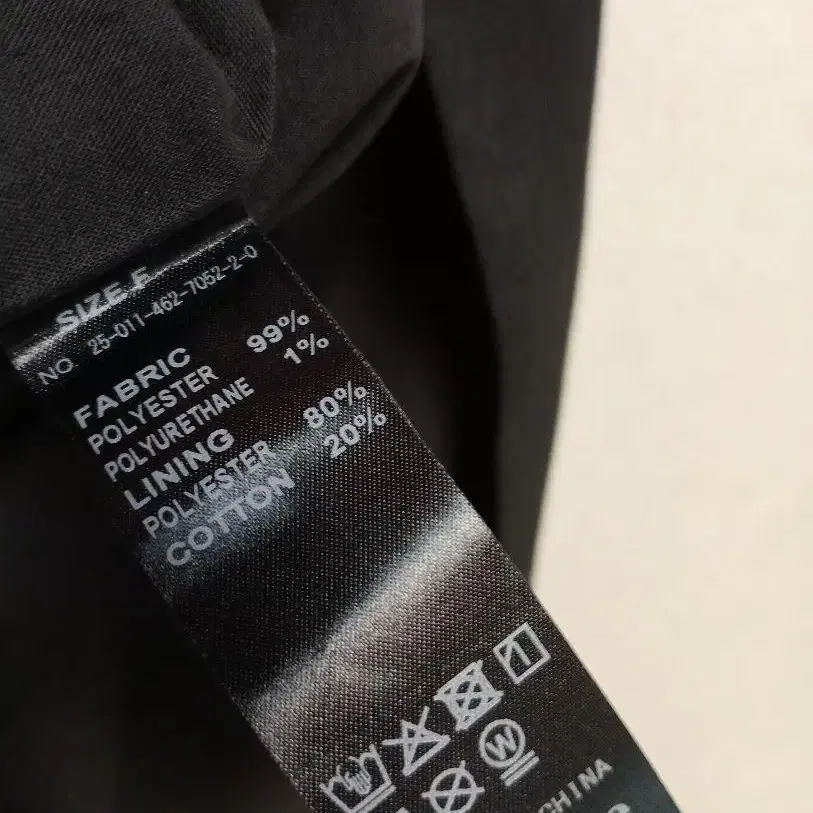 SIZE.F
NO. 25-011-462-7052-2-0
FABRIC
POLYESTER 99%
POLYURETHANE 1%
LINING
POLYESTER 80%
COTTON 20%
1
W
CHINA